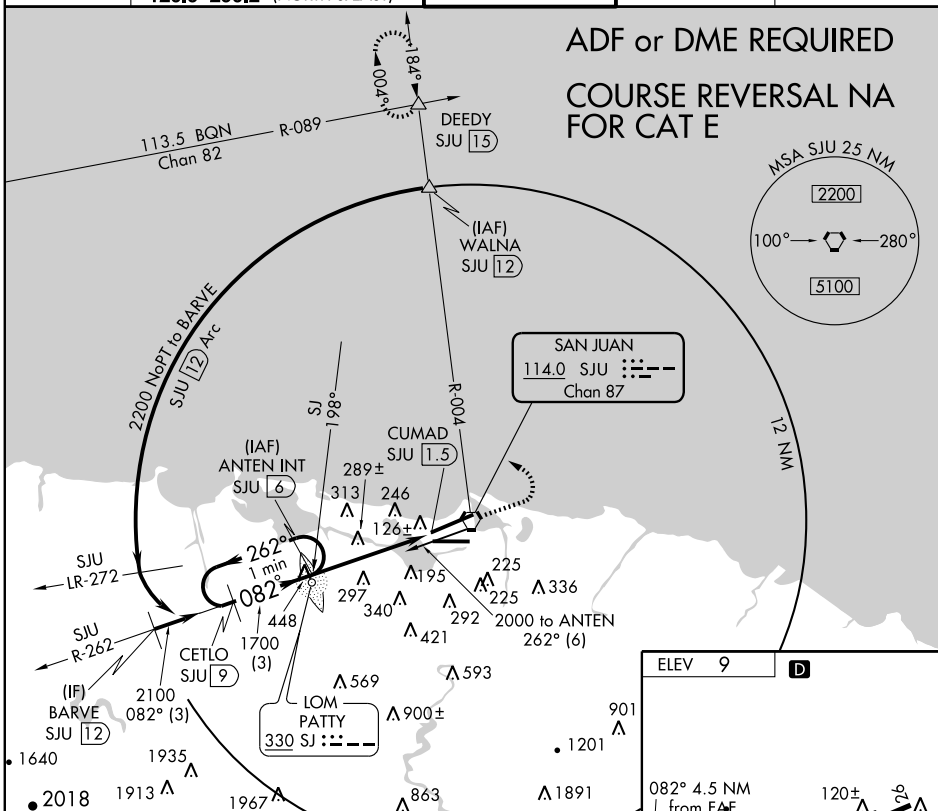 ADF or DME REQUIRED
COURSE REVERSAL NA
FOR CAT E
184°
004°
113.5 BQN
Chan 82
R-089
DEEDY
SJU 15
(IAF)
WALNA
SJU 12
MSA SJU 25 NM
2200
100°
280°
5100
2200 NoPT to BARVE
SJU 12 Arc
SAN JUAN
114.0 SJU
Chan 87
R-004
12 NM
SJ
198°
CUMAD
SJU 1.5
(IAF)
ANTEN INT
SJU 6
289±
313
246
126±
262°
1 min
082°
SJU
LR-272
SJU
R-262
448
297
340
195
225
225
336
292
421
2000 to ANTEN
262° (6)
1700
(3)
CETLO
SJU 9
2100
082° (3)
(IF)
BARVE
SJU 12
LOM
PATTY
330 SJ
569
593
900±
901
1201
1640
1935
1913
2018
1967
863
1891
ELEV 9
D
082° 4.5 NM
from FAF
120±